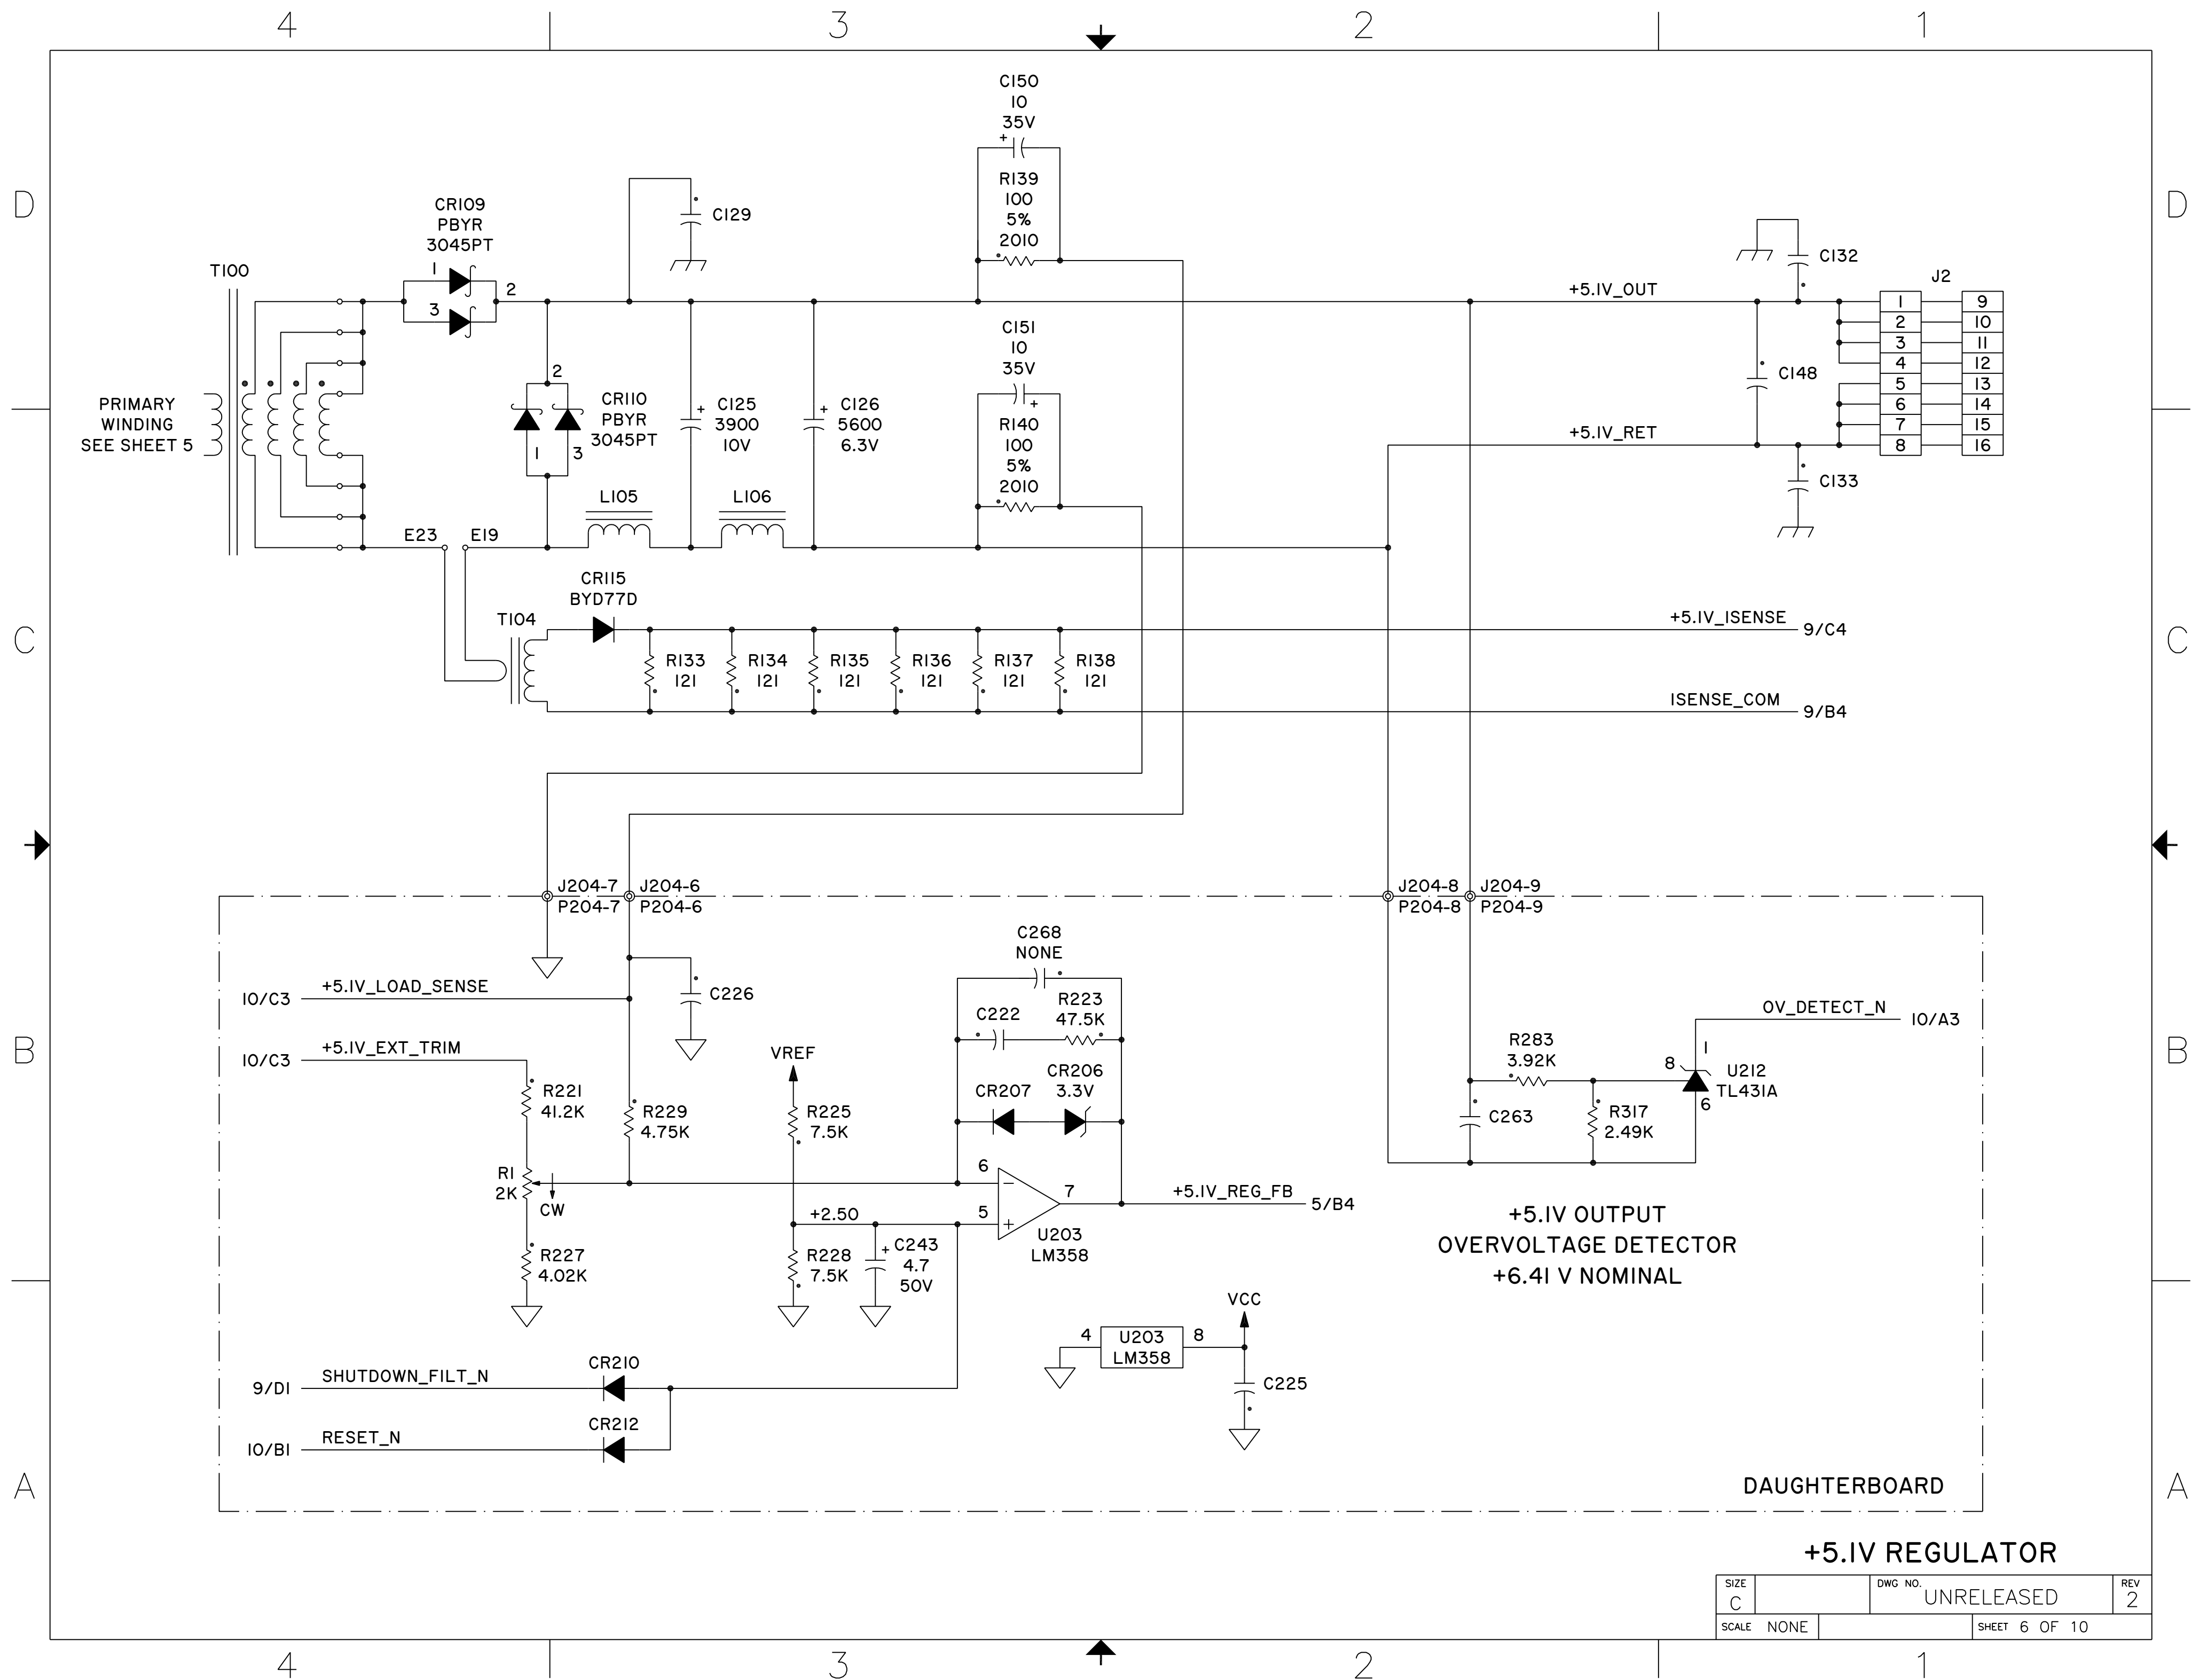 4 3 2 1
D D
C C
B B
A A
4 3 2 1
C150
10
35V
+
R139
100
5%
2010
CR109
PBYR
3045PT
1
3
2
C129
T100
PRIMARY
WINDING
SEE SHEET 5
2
CR110
PBYR
3045PT
1 3
+ C125
3900
10V
+ C126
5600
6.3V
C151
10
35V
+
R140
100
5%
2010
L105
L106
E23 E19
C132
+5.1V_OUT
C148
+5.1V_RET
C133
J2
1 9
2 10
3 11
4 12
5 13
6 14
7 15
8 16
CR115
BYD77D
T104
R133
121
R134
121
R135
121
R136
121
R137
121
R138
121
+5.1V_ISENSE 9/C4
ISENSE_COM 9/B4
J204-7
P204-7
J204-6
P204-6
J204-8
P204-8
J204-9
P204-9
10/C3 +5.1V_LOAD_SENSE
10/C3 +5.1V_EXT_TRIM
C226
R221
41.2K
R229
4.75K
R1
2K
CW
R227
4.02K
VREF
R225
7.5K
+2.50
R228
7.5K
+ C243
4.7
50V
C268
NONE
C222
R223
47.5K
CR207
CR206
3.3V
6
−
5
+
7
U203
LM358
+5.1V_REG_FB 5/B4
OV_DETECT_N 10/A3
R283
3.92K
8
1
U212
TL431A
6
C263
R317
2.49K
+5.1V OUTPUT
OVERVOLTAGE DETECTOR
+6.41 V NOMINAL
VCC
4 U203 8
LM358
C225
9/D1 SHUTDOWN_FILT_N
CR210
10/B1 RESET_N
CR212
DAUGHTERBOARD
+5.1V REGULATOR
SIZE
C
DWG NO. UNRELEASED
REV
2
SCALE NONE
SHEET 6 OF 10